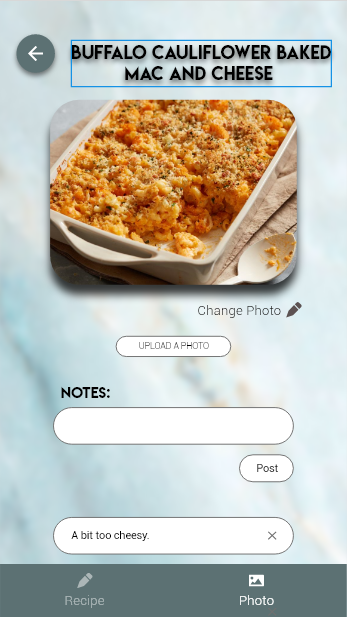 BUFFALO CAULIFLOWER BAKED
MAC AND CHEESE
Change Photo
UPLOAD A PHOTO
NOTES:
Post
A bit too cheesy.
Recipe
Photo